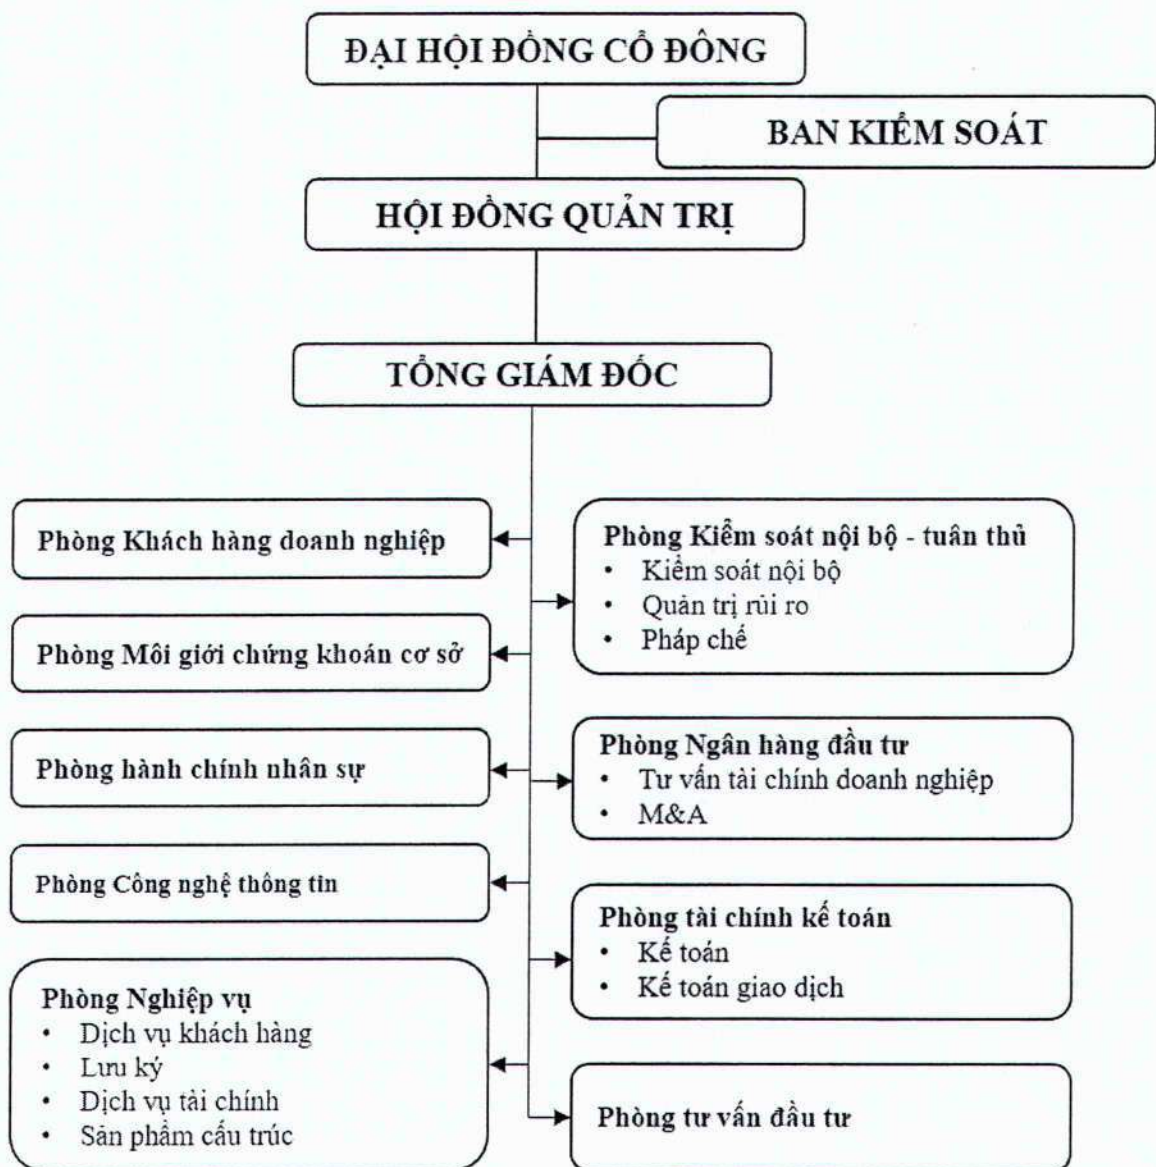 ĐẠI HỘI ĐỒNG CỔ ĐÔNG
BAN KIỂM SOÁT
HỘI ĐỒNG QUẢN TRỊ
TỔNG GIÁM ĐỐC
Phòng Khách hàng doanh nghiệp
Phòng Môi giới chứng khoán cơ sở
Phòng hành chính nhân sự
Phòng Công nghệ thông tin
Phòng Nghiệp vụ
• Dịch vụ khách hàng
• Lưu ký
• Dịch vụ tài chính
• Sản phẩm cấu trúc
Phòng Kiểm soát nội bộ - tuân thủ
• Kiểm soát nội bộ
• Quản trị rủi ro
• Pháp chế
Phòng Ngân hàng đầu tư
• Tư vấn tài chính doanh nghiệp
• M&A
Phòng tài chính kế toán
• Kế toán
• Kế toán giao dịch
Phòng tư vấn đầu tư